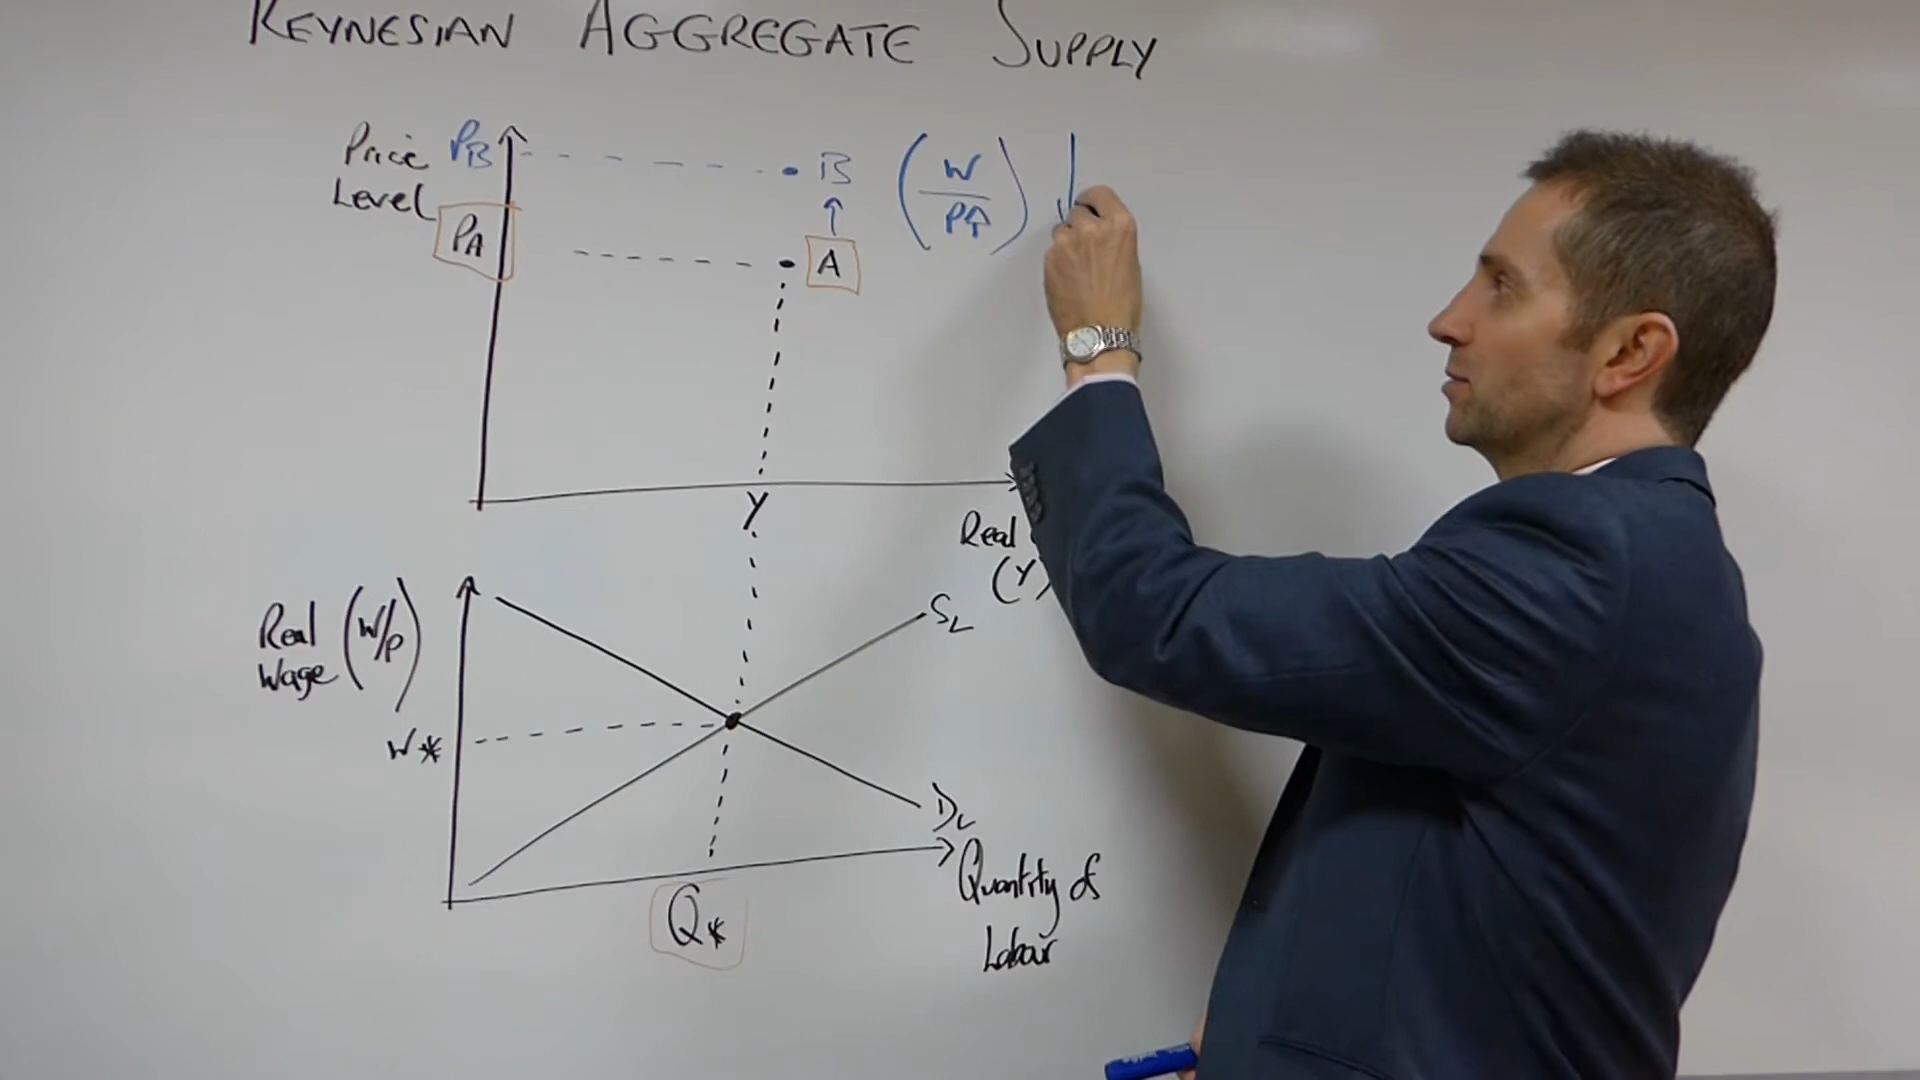 KEYNESIAN AGGREGATE SUPPLY
Price
Level
PB
PA
B
A
(W/P↑) ↓
Y
Real
(Y)
Real
Wage (W/P)
W*
SL
DL
Q*
Quantity of
Labour